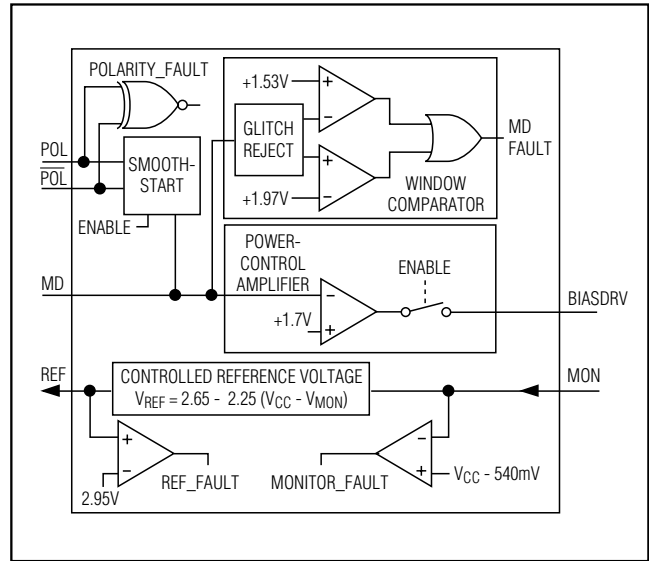 POLARITY_FAULT
+1.53V
+
−
GLITCH
REJECT
+
−
+1.97V
MD
FAULT
WINDOW
COMPARATOR
POL
P̅O̅L̅
SMOOTH-
START
ENABLE
POWER-
CONTROL
AMPLIFIER
ENABLE
MD
−
+1.7V
+
BIASDRV
REF
CONTROLLED REFERENCE VOLTAGE
VREF = 2.65 - 2.25 (VCC - VMON)
MON
+
−
2.95V
REF_FAULT
MONITOR_FAULT
−
+
VCC - 540mV